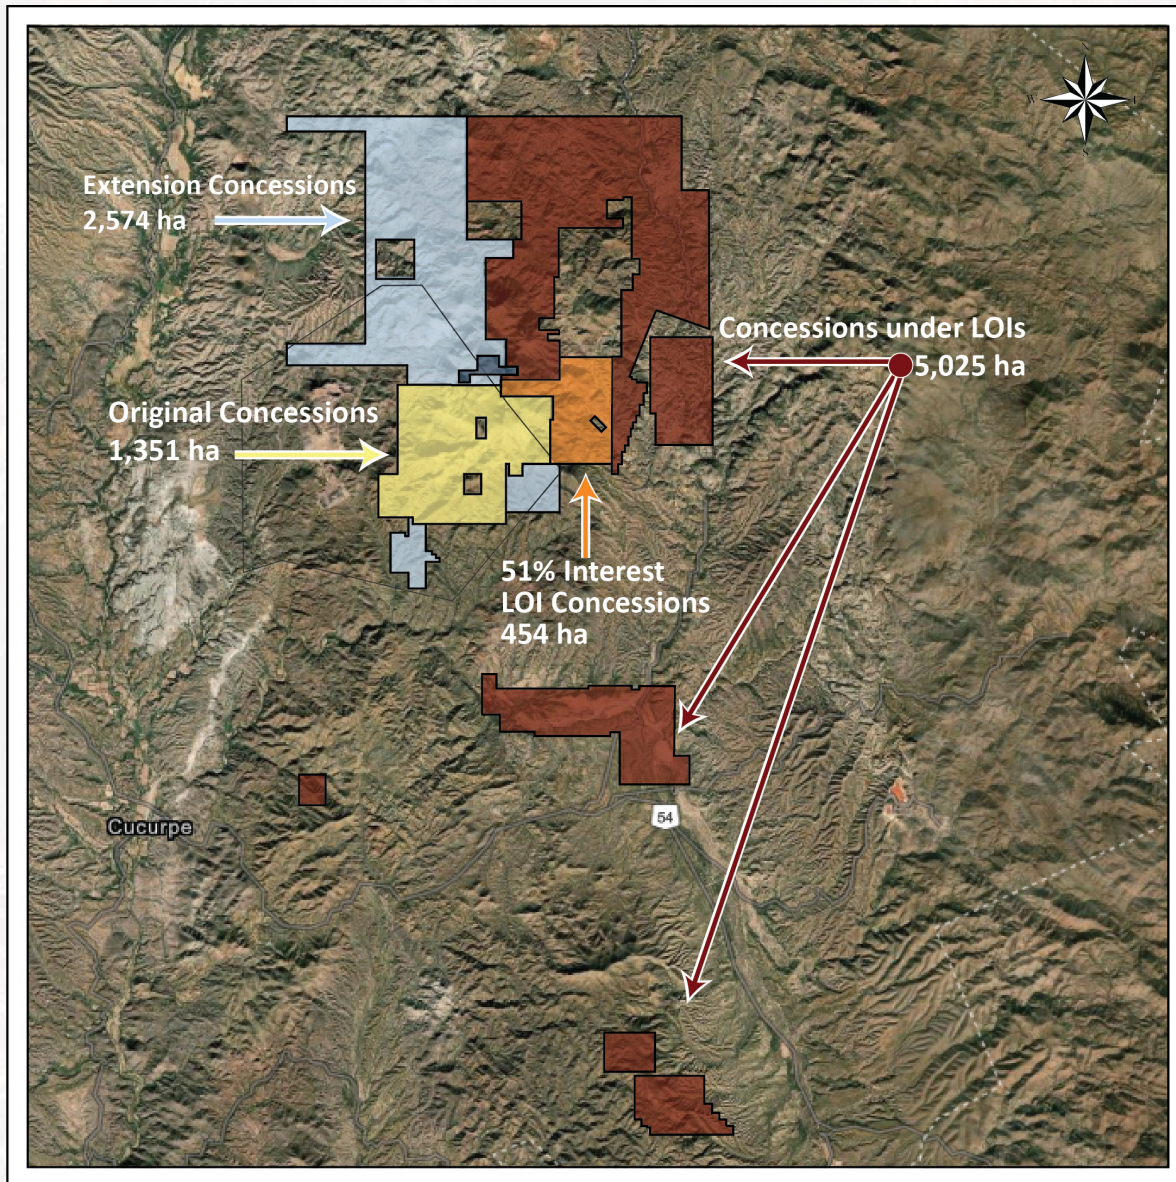 Extension Concessions
2,574 ha
Concessions under LOIs
5,025 ha
Original Concessions
1,351 ha
51% Interest
LOI Concessions
454 ha
54
Cucurpe